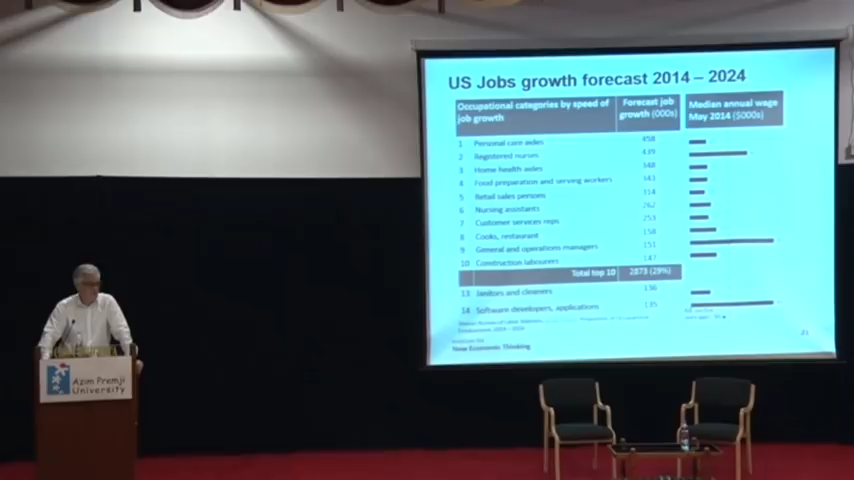 US Jobs growth forecast 2014 – 2024
Occupational categories by speed of job growth
Forecast job growth (000s)
Median annual wage May 2014 ($000s)
1 Personal care aides 458
2 Registered nurses 439
3 Home health aides 348
4 Food preparation and serving workers 343
5 Retail sales persons 314
6 Nursing assistants 262
7 Customer services reps 253
8 Cooks, restaurant 158
9 General and operations managers 151
10 Construction labourers 147
Total top 10 2873 (29%)
13 Janitors and cleaners 136
14 Software developers, applications 135
New Economic Thinking
21
Azim Premji
University